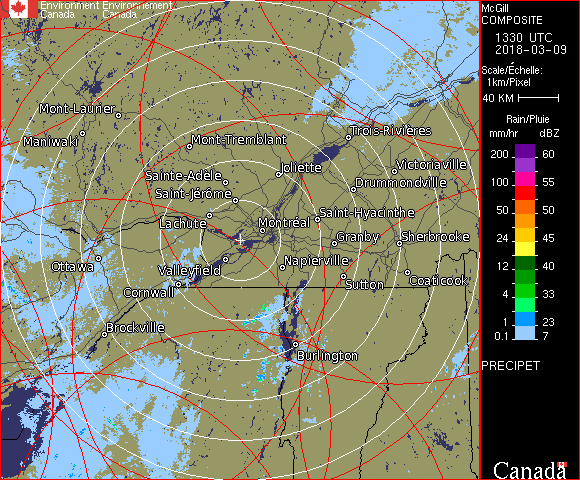 Environment Environnement
Canada Canada
McGill
COMPOSITE
1330 UTC
2018-03-09
Scale/Échelle:
1km/Pixel
40 KM
Rain/Pluie
mm/hr dBZ
200 60
100 55
50 50
24 45
12 40
4 33
1 23
0.1 7
PRECIPET
Canada
Mont-Laurier
Maniwaki
Mont-Tremblant
Trois-Rivières
Joliette
Victoriaville
Sainte-Adèle
Drummondville
Saint-Jérôme
Saint-Hyacinthe
Lachute
Montréal
Granby
Sherbrooke
Ottawa
Valleyfield
Napierville
Cornwall
Sutton
Coaticook
Brockville
Burlington